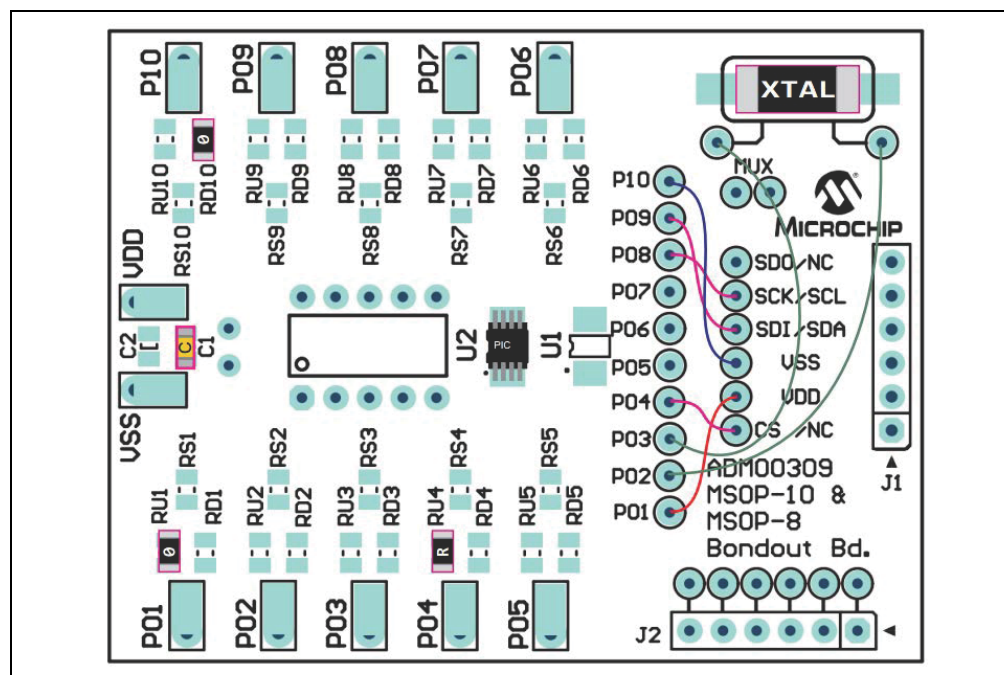 P10
P09
P08
P07
P06
XTAL
0
RU10
RD10
RU9
RD9
RU8
RD8
RU7
RD7
RU6
RD6
RS10
RS9
RS8
RS7
RS6
MUX
MICROCHIP
P10
P09
P08
P07
P06
P05
P04
P03
P02
P01
SDO/NC
SCK/SCL
SDI/SDA
VSS
VDD
CS /NC
VDD
C2
C
C1
VSS
U2
PIC
U1
J1
RS1
RS2
RS3
RS4
RS5
RU1
RD1
RU2
RD2
RU3
RD3
RU4
RD4
RU5
RD5
0
R
ADM00309
MSOP-10 &
MSOP-8
Bondout Bd.
P01
P02
P03
P04
P05
J2